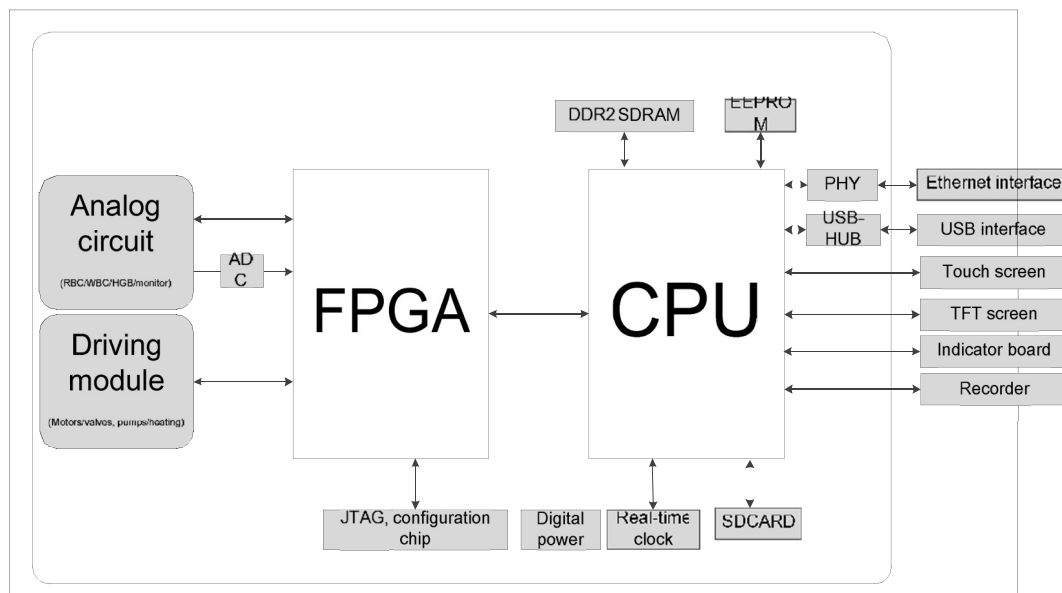 EEPRO
M
DDR2 SDRAM
Analog
circuit
(RBC/WBC/HGB/monitor)
AD
C
FPGA
CPU
PHY
Ethernet interface
USB-
HUB
USB interface
Touch screen
TFT screen
Indicator board
Recorder
Driving
module
(Motors/valves, pumps/heating)
JTAG, configuration
chip
Digital
power
Real-time
clock
SDCARD